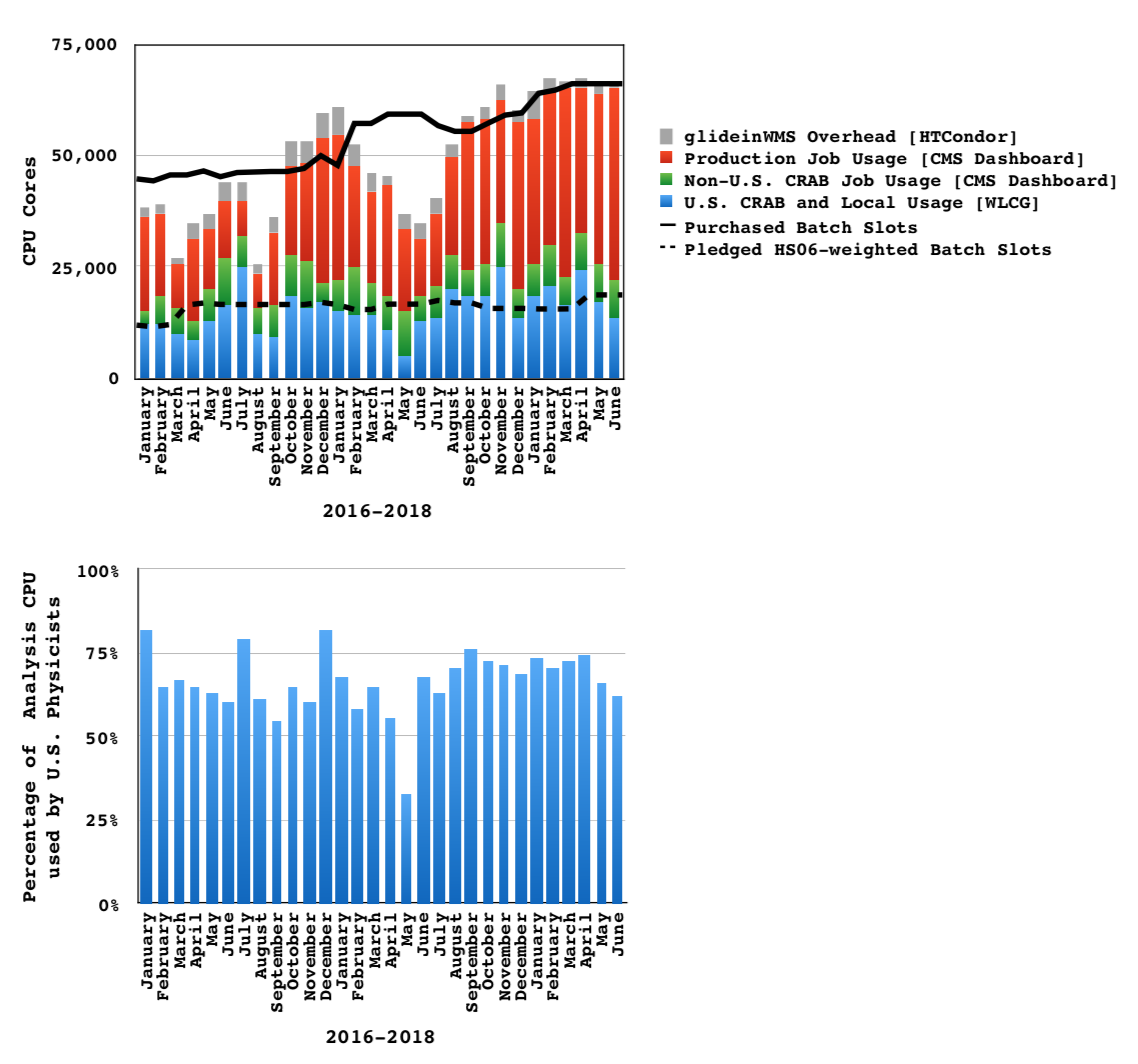 75,000
50,000
25,000
0
CPU Cores
January
February
March
April
May
June
July
August
September
October
November
December
January
February
March
April
May
June
July
August
September
October
November
December
January
February
March
April
May
June
2016-2018
glideinWMS Overhead [HTCondor]
Production Job Usage [CMS Dashboard]
Non-U.S. CRAB Job Usage [CMS Dashboard]
U.S. CRAB and Local Usage [WLCG]
Purchased Batch Slots
Pledged HS06-weighted Batch Slots
100%
75%
50%
25%
0%
Percentage of Analysis CPU
used by U.S. Physicists
January
February
March
April
May
June
July
August
September
October
November
December
January
February
March
April
May
June
July
August
September
October
November
December
January
February
March
April
May
June
2016-2018